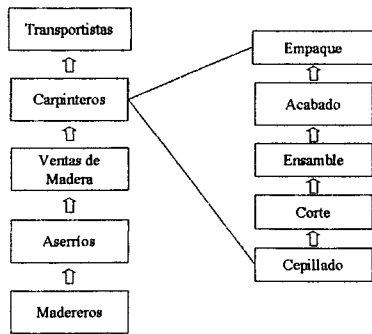 Transportistas
Carpinteros
Ventas de
Madera
Aserríos
Madereros
Empaque
Acabado
Ensamble
Corte
Cepillado